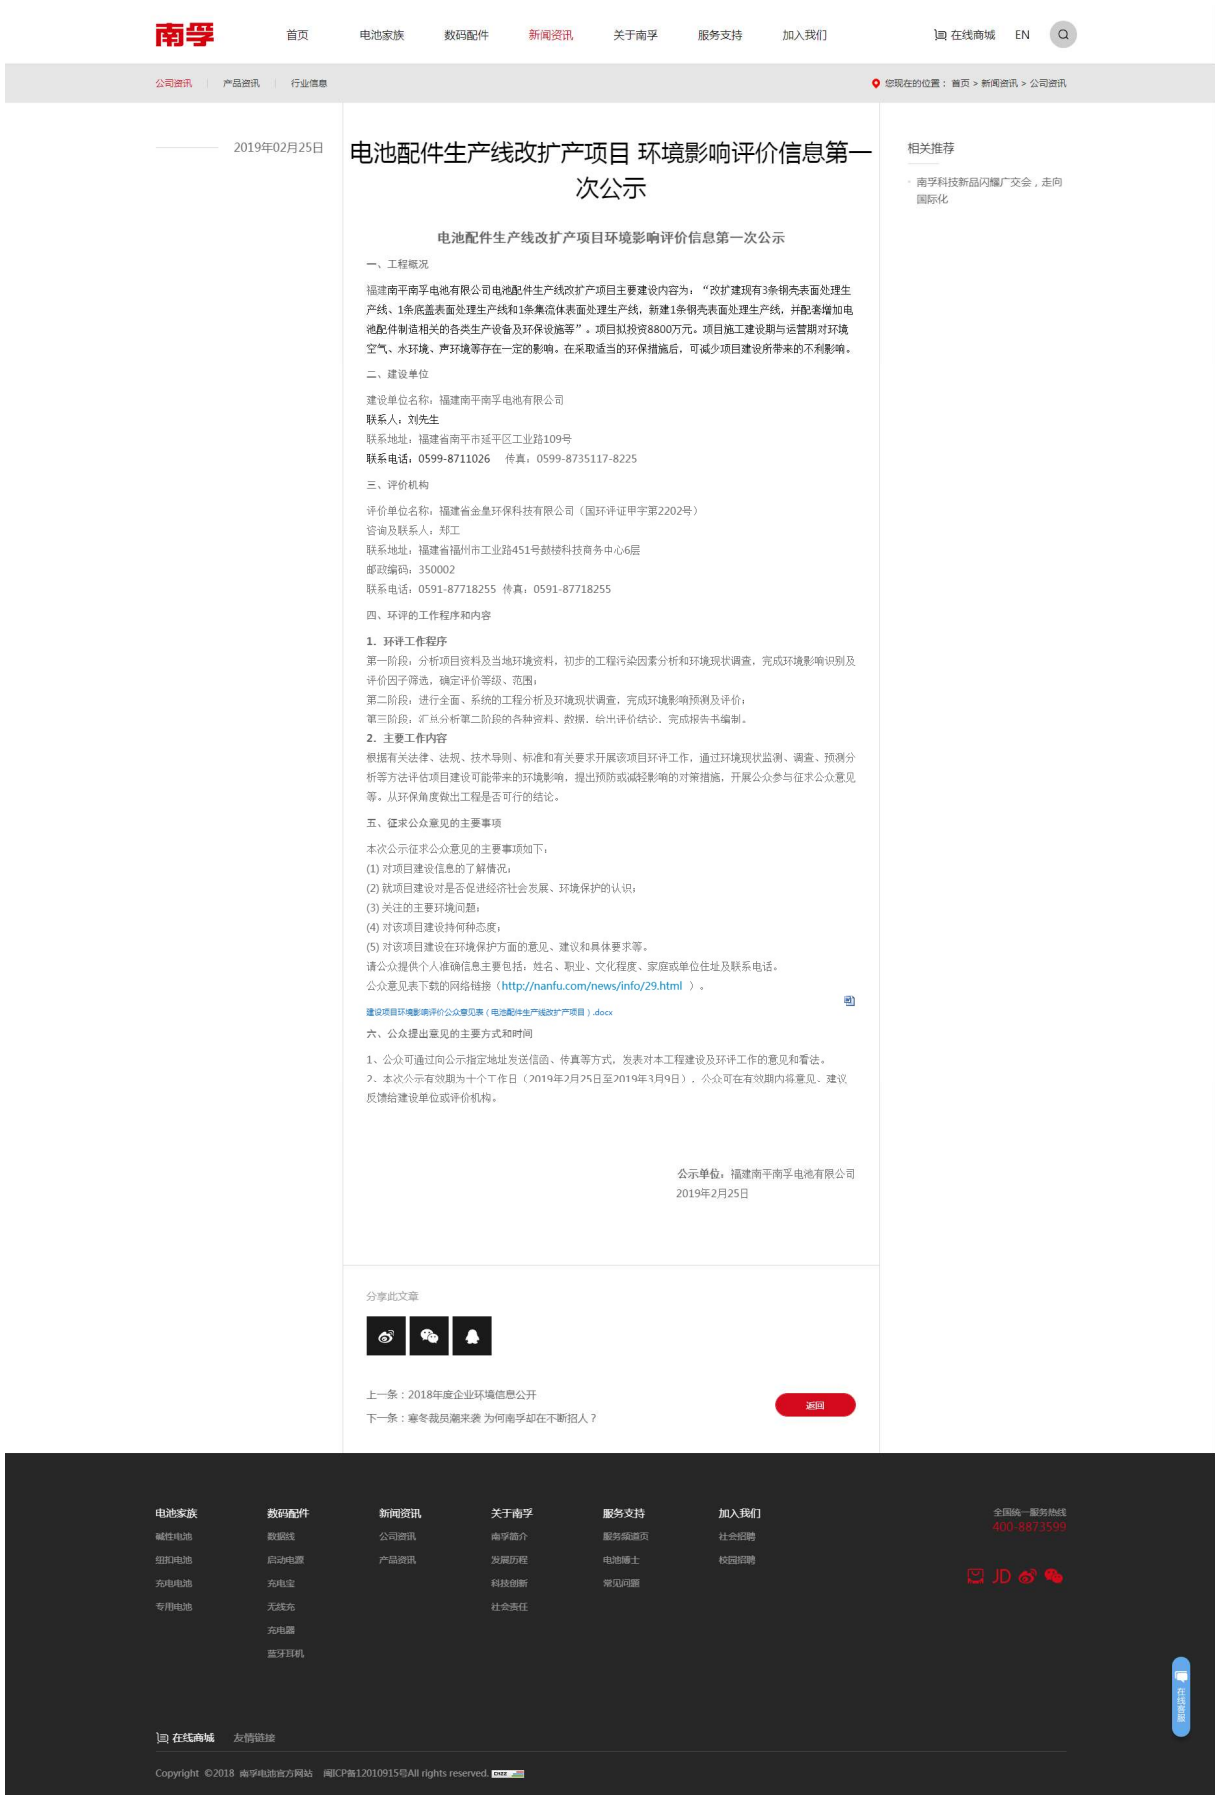 南孚
首页 电池家族 数码配件 新闻资讯 关于南孚 服务支持 加入我们 在线商城 EN
公司资讯 产品资讯 行业信息 您现在的位置： 首页 > 新闻资讯 > 公司资讯
2019年02月25日
电池配件生产线改扩产项目 环境影响评价信息第一
次公示
相关推荐
南孚科技新品闪耀广交会，走向
国际化
电池配件生产线改扩产项目环境影响评价信息第一次公示
一、工程概况
福建南平南孚电池有限公司电池配件生产线改扩产项目主要建设内容为：“改扩建现有3条钢壳表面处理生
产线、1条底盖表面处理生产线和1条集流体表面处理生产线，新建1条钢壳表面处理生产线，并配套增加电
池配件制造相关的各类生产设备及环保设施等”。项目拟投资8800万元。项目施工建设期与运营期对环境
空气、水环境、声环境等存在一定的影响。在采取适当的环保措施后，可减少项目建设所带来的不利影响。
二、建设单位
建设单位名称：福建南平南孚电池有限公司
联系人：刘先生
联系地址：福建省南平市延平区工业路109号
联系电话：0599-8711026 传真：0599-8735117-8225
三、评价机构
评价单位名称：福建省金皇环保科技有限公司（国环评证甲字第2202号）
咨询及联系人：郑工
联系地址：福建省福州市工业路451号鼓楼科技商务中心6层
邮政编码：350002
联系电话：0591-87718255 传真：0591-87718255
四、环评的工作程序和内容
1．环评工作程序
第一阶段：分析项目资料及当地环境资料，初步的工程污染因素分析和环境现状调查，完成环境影响识别及
评价因子筛选，确定评价等级、范围；
第二阶段：进行全面、系统的工程分析及环境现状调查，完成环境影响预测及评价；
第三阶段：汇总分析第二阶段的各种资料、数据，给出评价结论，完成报告书编制。
2．主要工作内容
根据有关法律、法规、技术导则、标准和有关要求开展该项目环评工作，通过环境现状监测、调查、预测分
析等方法评估项目建设可能带来的环境影响，提出预防或减轻影响的对策措施，开展公众参与征求公众意见
等。从环保角度做出工程是否可行的结论。
五、征求公众意见的主要事项
本次公示征求公众意见的主要事项如下：
(1) 对项目建设信息的了解情况；
(2) 就项目建设对是否促进经济社会发展、环境保护的认识；
(3) 关注的主要环境问题；
(4) 对该项目建设持何种态度；
(5) 对该项目建设在环境保护方面的意见、建议和具体要求等。
请公众提供个人准确信息主要包括：姓名、职业、文化程度、家庭或单位住址及联系电话。
公众意见表下载的网络链接（http://nanfu.com/news/info/29.html ）。
建设项目环境影响评价公众意见表（电池配件生产线改扩产项目）.docx
六、公众提出意见的主要方式和时间
1、公众可通过向公示指定地址发送信函、传真等方式，发表对本工程建设及环评工作的意见和看法。
2、本次公示有效期为十个工作日（2019年2月25日至2019年3月9日），公众可在有效期内将意见、建议
反馈给建设单位或评价机构。
公示单位：福建南平南孚电池有限公司
2019年2月25日
分享此文章
上一条：2018年度企业环境信息公开
下一条：寒冬裁员潮来袭 为何南孚却在不断招人？
返回
电池家族 数码配件 新闻资讯 关于南孚 服务支持 加入我们 全国统一服务热线
400-8873599
碱性电池 数据线 公司资讯 南孚简介 服务频道页 社会招聘
纽扣电池 启动电源 产品资讯 发展历程 电池博士 校园招聘
充电电池 充电宝 科技创新 常见问题
JD
专用电池 无线充 社会责任
充电器
蓝牙耳机
在线客服
在线商城 友情链接
Copyright ©2018 南孚电池官方网站 闽ICP备12010915号All rights reserved. CNZZ